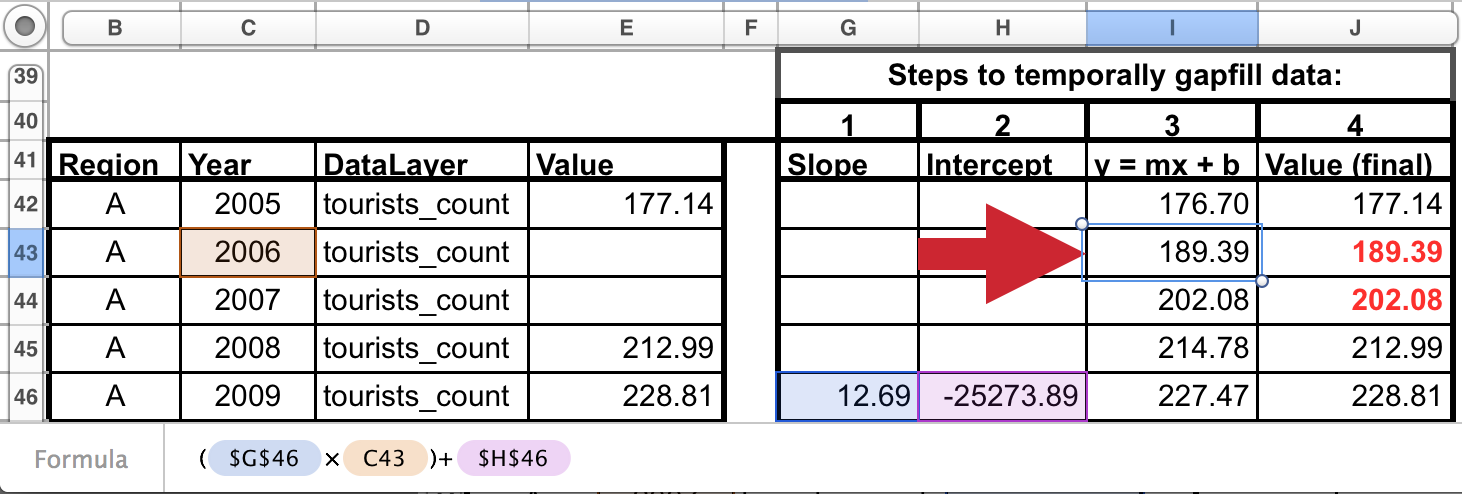 B C D E F G H I J
39 Steps to temporally gapfill data:
40 1 2 3 4
41 Region Year DataLayer Value Slope Intercept y = mx + b Value (final)
42 A 2005 tourists_count 177.14 176.70 177.14
43 A 2006 tourists_count 189.39 189.39
44 A 2007 tourists_count 202.08 202.08
45 A 2008 tourists_count 212.99 214.78 212.99
46 A 2009 tourists_count 228.81 12.69 -25273.89 227.47 228.81
Formula ( $G$46 × C43 )+ $H$46